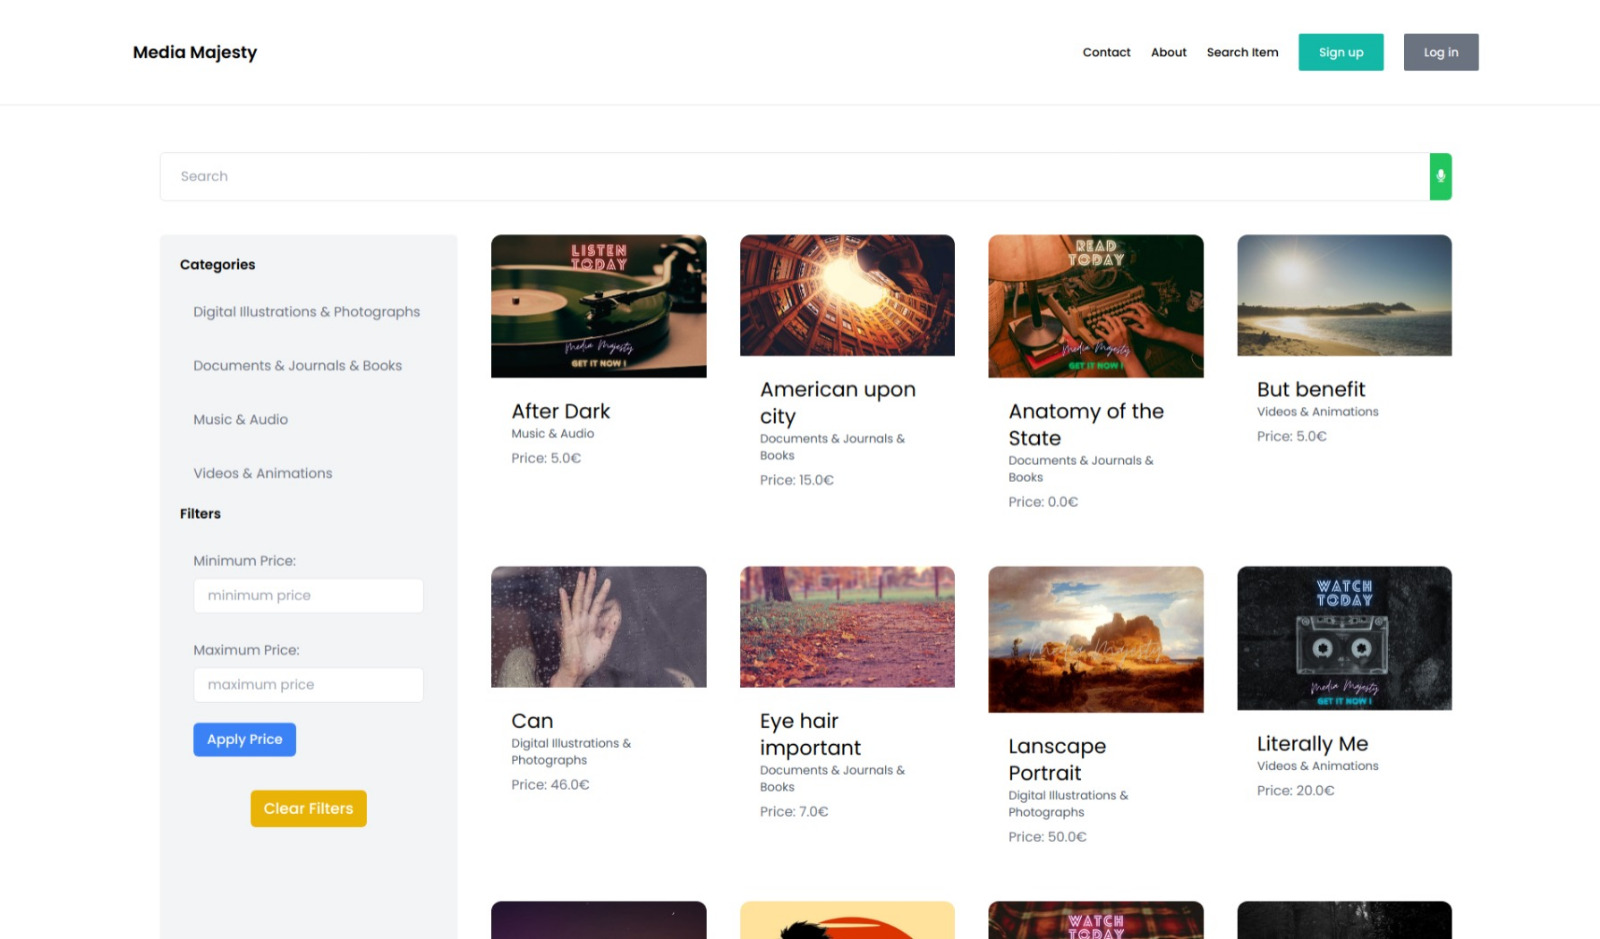 Media Majesty
Contact
About
Search Item
Sign up
Log in
Search
Categories
Digital Illustrations & Photographs
Documents & Journals & Books
Music & Audio
Videos & Animations
Filters
Minimum Price:
minimum price
Maximum Price:
maximum price
Apply Price
Clear Filters
LISTEN
TODAY
Media Majesty
GET IT NOW !
After Dark
Music & Audio
Price: 5.0€
American upon
city
Documents & Journals &
Books
Price: 15.0€
READ
TODAY
Media Majesty
GET IT NOW !
Anatomy of the
State
Documents & Journals &
Books
Price: 0.0€
But benefit
Videos & Animations
Price: 5.0€
Can
Digital Illustrations &
Photographs
Price: 46.0€
Eye hair
important
Documents & Journals &
Books
Price: 7.0€
Media Majesty
Lanscape
Portrait
Digital Illustrations &
Photographs
Price: 50.0€
WATCH
TODAY
Media Majesty
GET IT NOW !
Literally Me
Videos & Animations
Price: 20.0€
WATCH
TODAY